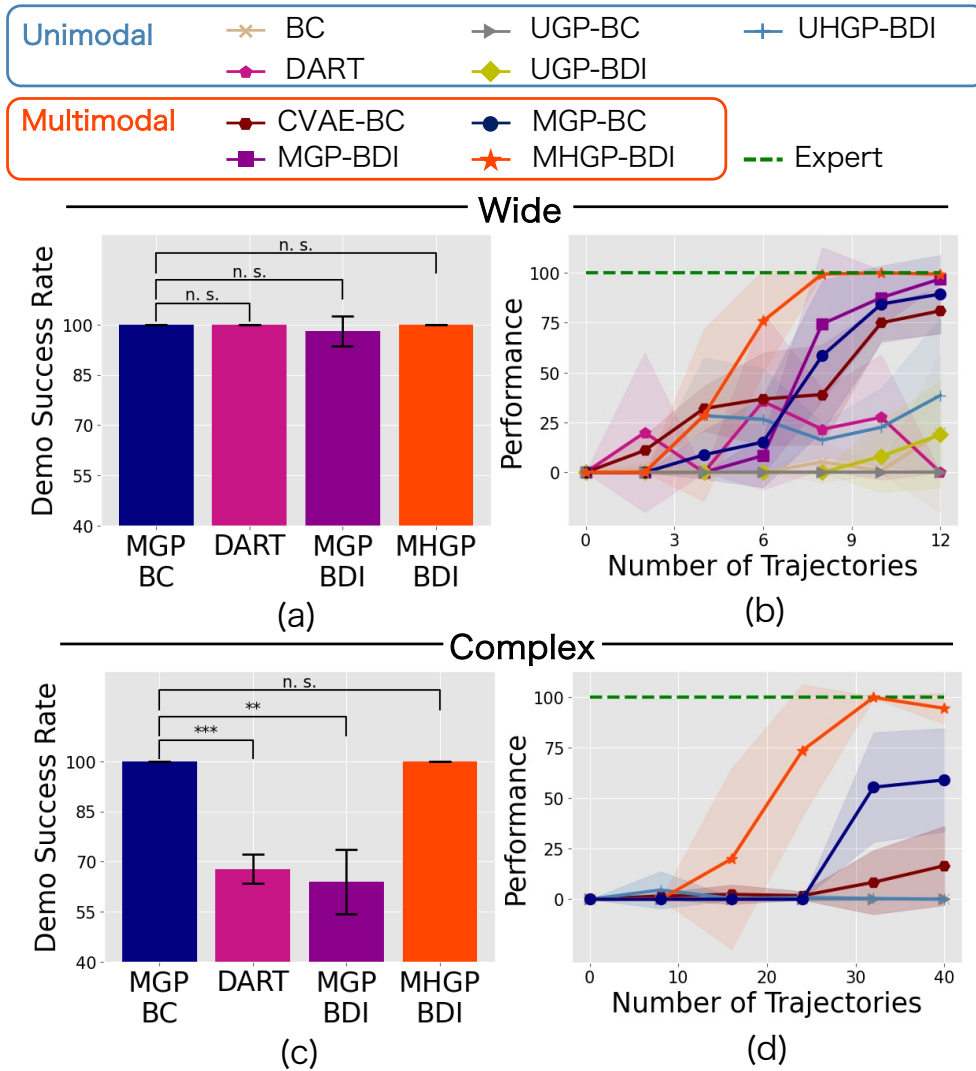 Unimodal
BC
UGP-BC
UHGP-BDI
DART
UGP-BDI
Multimodal
CVAE-BC
MGP-BC
MGP-BDI
MHGP-BDI
Expert
Wide
Demo Success Rate
100
85
70
55
40
n. s.
n. s.
n. s.
MGP BC
DART
MGP BDI
MHGP BDI
(a)
Performance
100
75
50
25
0
0 3 6 9 12
Number of Trajectories
(b)
Complex
Demo Success Rate
100
85
70
55
40
n. s.
**
***
MGP BC
DART
MGP BDI
MHGP BDI
(c)
Performance
100
75
50
25
0
0 10 20 30 40
Number of Trajectories
(d)